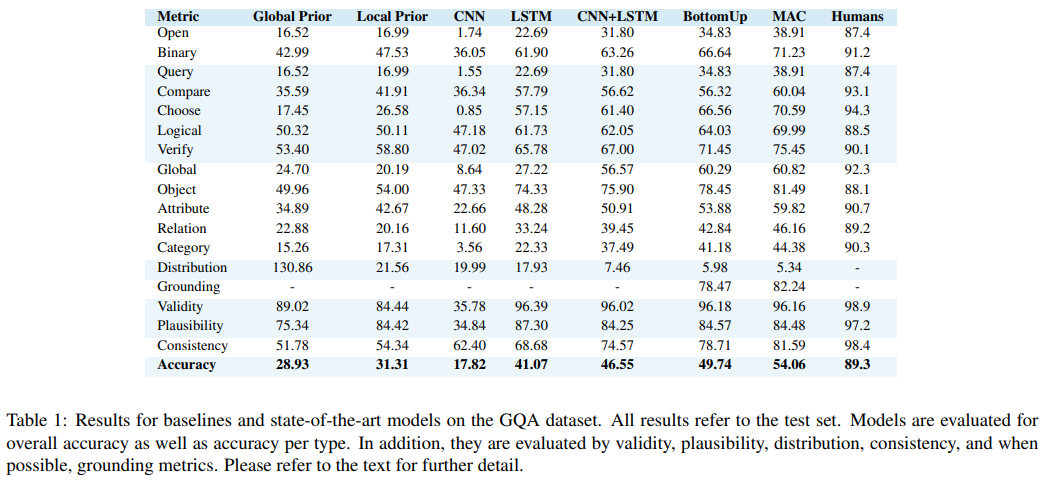 Metric Global Prior Local Prior CNN LSTM CNN+LSTM BottomUp MAC Humans
Open 16.52 16.99 1.74 22.69 31.80 34.83 38.91 87.4
Binary 42.99 47.53 36.05 61.90 63.26 66.64 71.23 91.2
Query 16.52 16.99 1.55 22.69 31.80 34.83 38.91 87.4
Compare 35.59 41.91 36.34 57.79 56.62 56.32 60.04 93.1
Choose 17.45 26.58 0.85 57.15 61.40 66.56 70.59 94.3
Logical 50.32 50.11 47.18 61.73 62.05 64.03 69.99 88.5
Verify 53.40 58.80 47.02 65.78 67.00 71.45 75.45 90.1
Global 24.70 20.19 8.64 27.22 56.57 60.29 60.82 92.3
Object 49.96 54.00 47.33 74.33 75.90 78.45 81.49 88.1
Attribute 34.89 42.67 22.66 48.28 50.91 53.88 59.82 90.7
Relation 22.88 20.16 11.60 33.24 39.45 42.84 46.16 89.2
Category 15.26 17.31 3.56 22.33 37.49 41.18 44.38 90.3
Distribution 130.86 21.56 19.99 17.93 7.46 5.98 5.34 -
Grounding - - - - - 78.47 82.24 -
Validity 89.02 84.44 35.78 96.39 96.02 96.18 96.16 98.9
Plausibility 75.34 84.42 34.84 87.30 84.25 84.57 84.48 97.2
Consistency 51.78 54.34 62.40 68.68 74.57 78.71 81.59 98.4
Accuracy 28.93 31.31 17.82 41.07 46.55 49.74 54.06 89.3
Table 1: Results for baselines and state-of-the-art models on the GQA dataset. All results refer to the test set. Models are evaluated for
overall accuracy as well as accuracy per type. In addition, they are evaluated by validity, plausibility, distribution, consistency, and when
possible, grounding metrics. Please refer to the text for further detail.